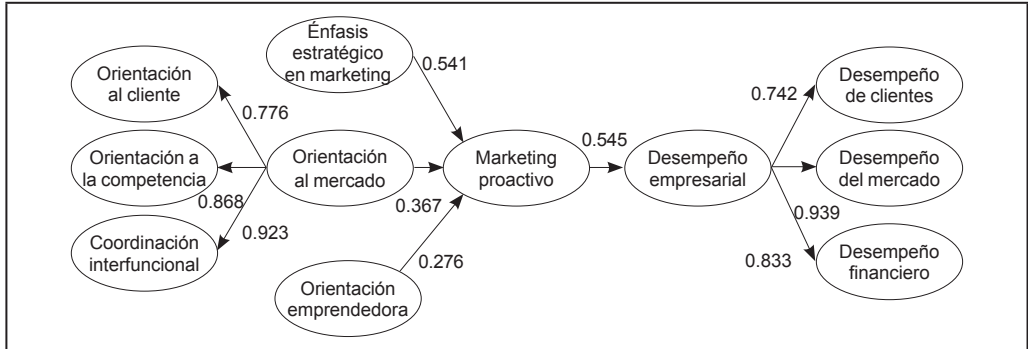 Énfasis
estratégico
en marketing
0.541
Orientación
al cliente
0.776
Orientación a
la competencia
0.868
Coordinación
interfuncional
0.923
Orientación
al mercado
0.367
Orientación
emprendedora
0.276
Marketing
proactivo
0.545
Desempeño
empresarial
0.742
Desempeño
de clientes
Desempeño
del mercado
0.939
0.833
Desempeño
financiero